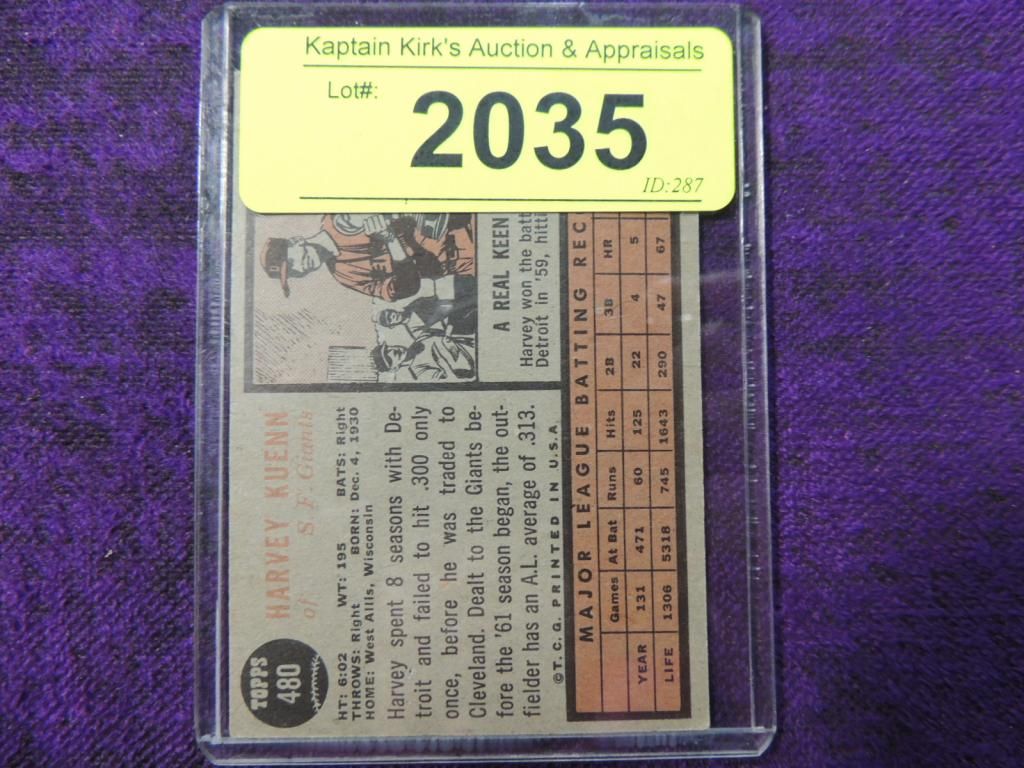 Kaptain Kirk's Auction & Appraisals
Lot#:
2035
ID:287
TOPPS
480
HARVEY KUENN
of S. F. Giants
HT: 6:02 WT: 195 BATS: Right
THROWS: Right BORN: Dec. 4, 1930
HOME: West Allis, Wisconsin
Harvey spent 8 seasons with De-
troit and failed to hit .300 only
once, before he was traded to
Cleveland. Dealt to the Giants be-
fore the '61 season began, the out-
fielder has an A.L. average of .313.
©T.C.G. PRINTED IN U.S.A.
A REAL KEEN
Harvey won the batt
Detroit in '59, hitti
MAJOR LEAGUE BATTING REC
Games At Bat Runs Hits 2B 3B HR
YEAR 131 471 60 125 22 4 5
LIFE 1306 5318 745 1643 290 47 67